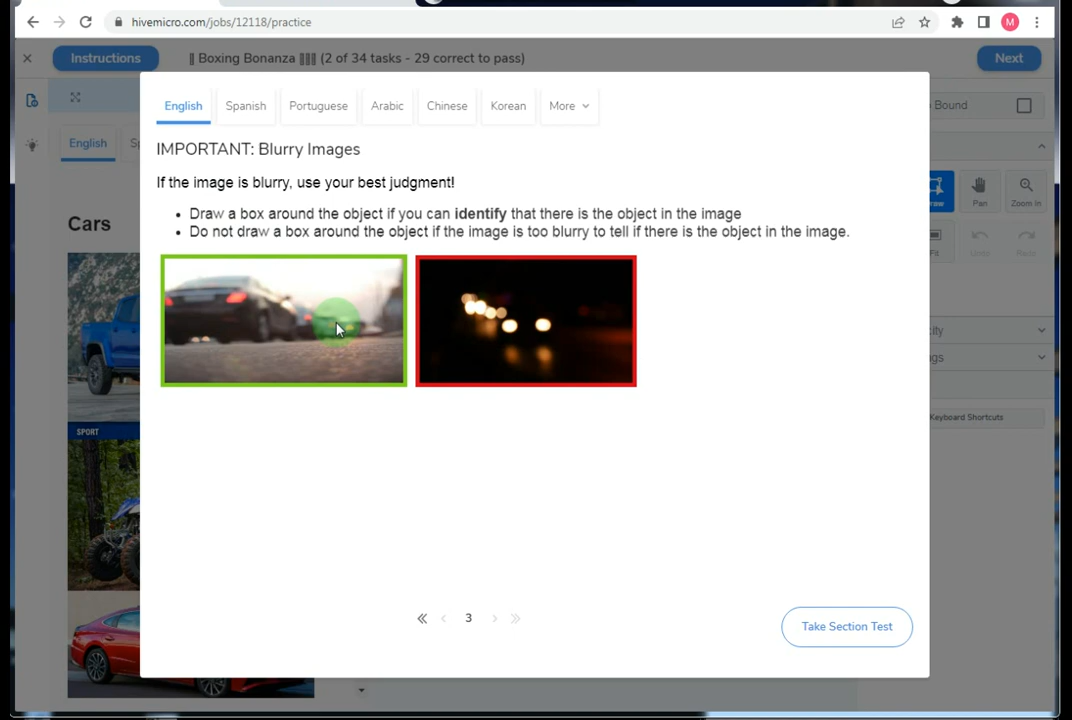 hivemicro.com/jobs/12118/practice
M
Instructions
Boxing Bonanza (2 of 34 tasks - 29 correct to pass)
Next
English
Spanish
Portuguese
Arabic
Chinese
Korean
More
Bound
English
Sp
IMPORTANT: Blurry Images
If the image is blurry, use your best judgment!
Draw a box around the object if you can identify that there is the object in the image
Do not draw a box around the object if the image is too blurry to tell if there is the object in the image.
Pan
Zoom In
Cars
Fit
Undo
Redo
ity
gs
Keyboard Shortcuts
SPORT
3
Take Section Test